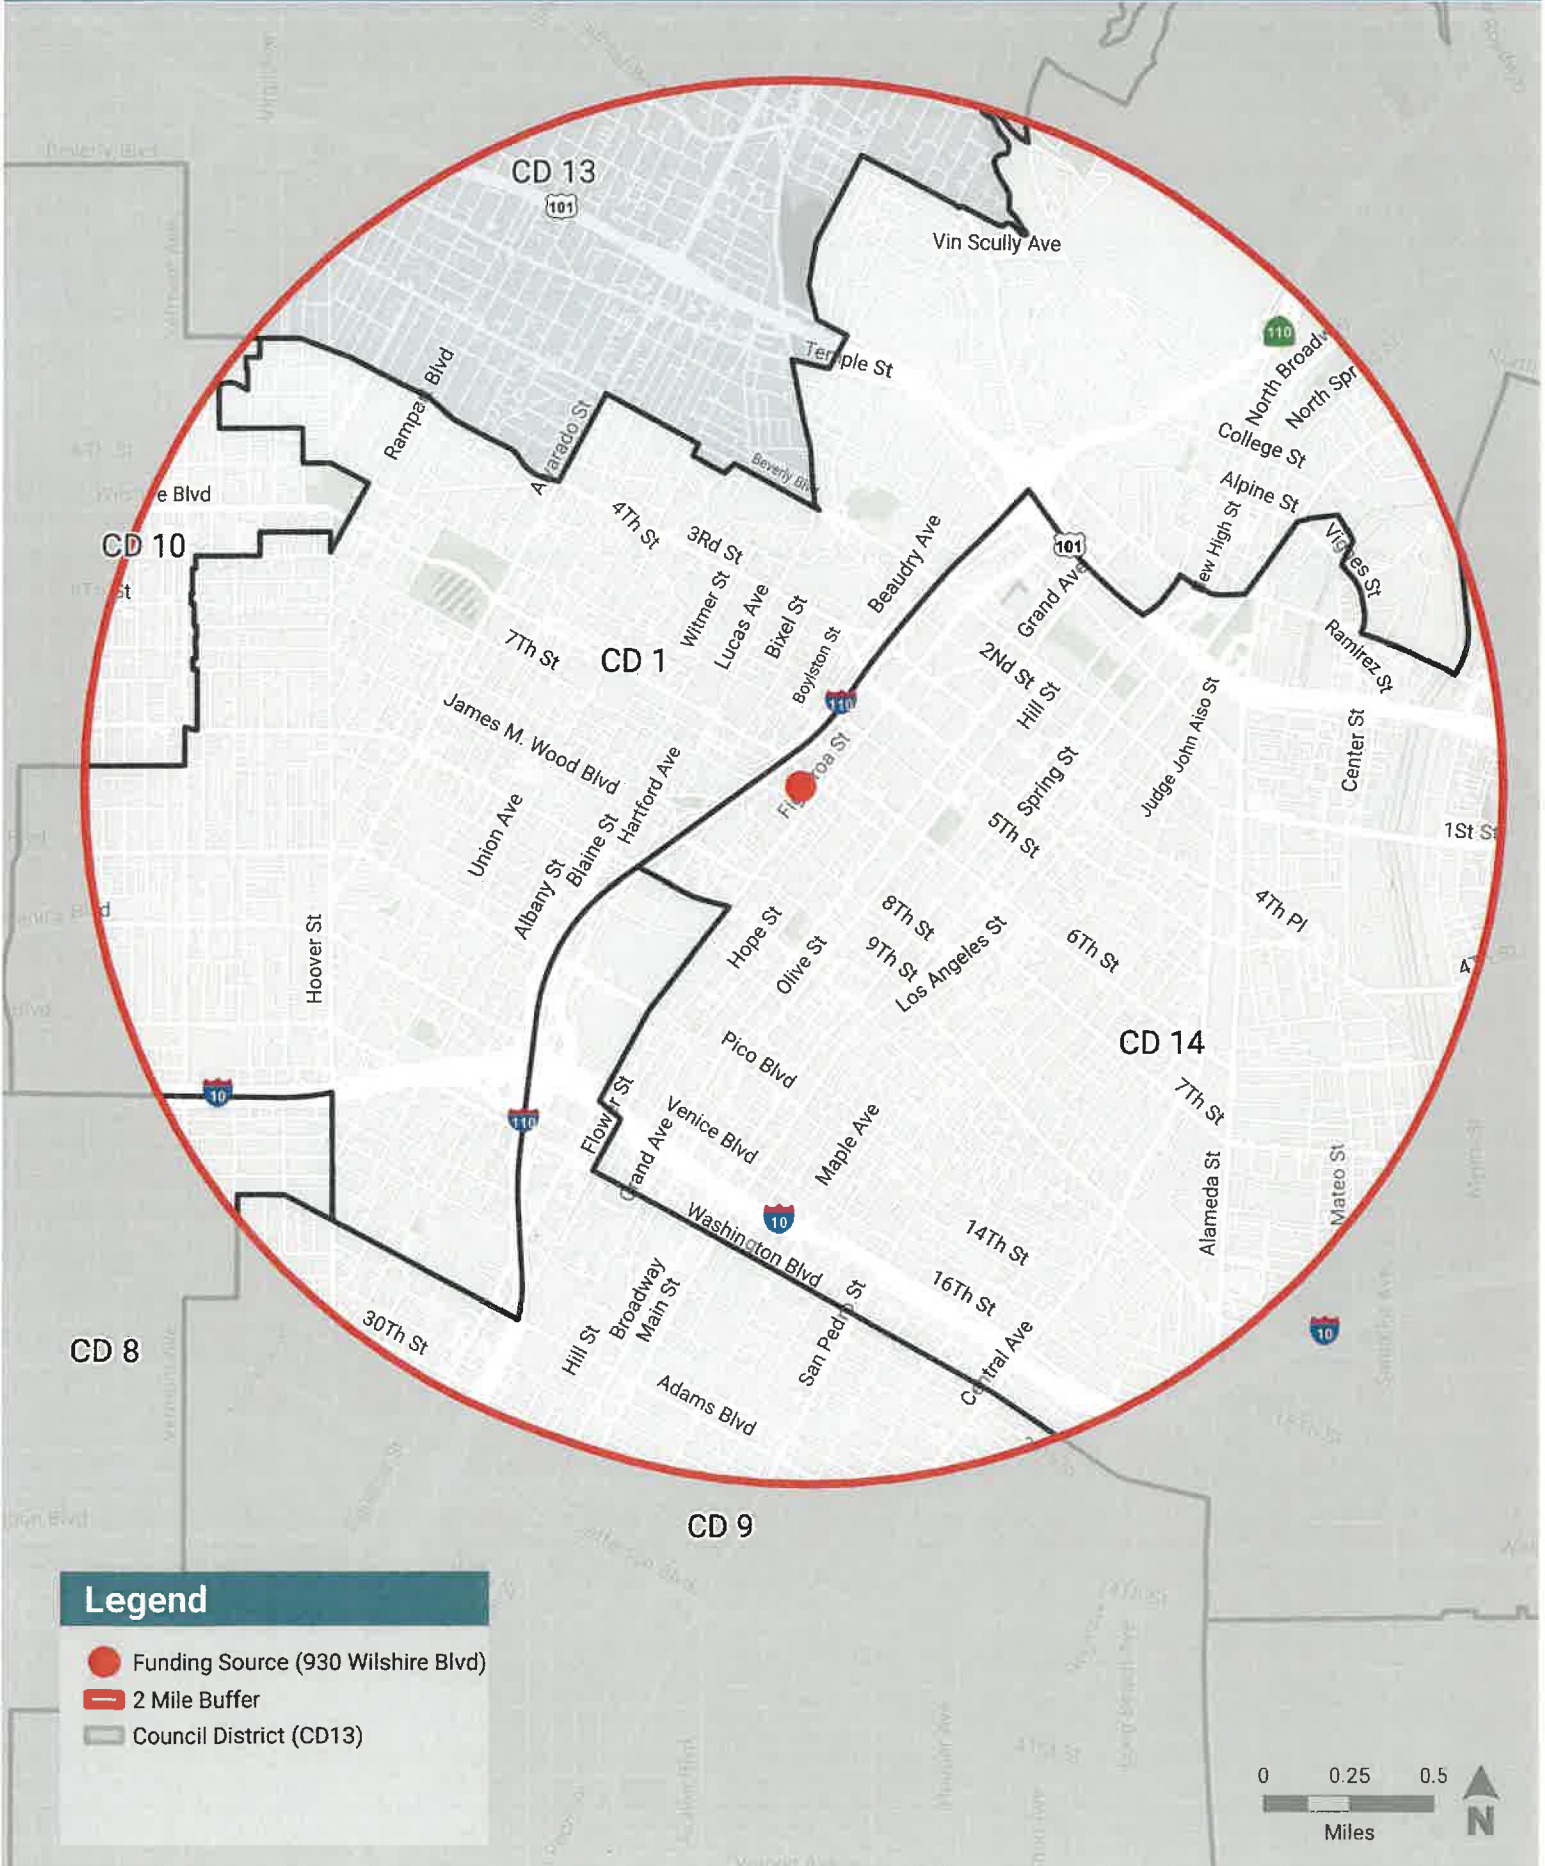 Beverly Blvd
CD 13
101
Vin Scully Ave
110
North Broadw
North Spr
Temple St
College St
Rampart Blvd
Alvarado St
Beverly Blv
Alpine St
4Th St
e Blvd
CD 10
St
4Th St
3Rd St
Beaudry Ave
101
New High St
Vignes St
Witmer St
Lucas Ave
Bixel St
Boylston St
Grand Ave
2Nd St
Hill St
Ramirez St
7Th St
CD 1
110
James M. Wood Blvd
Hartford Ave
Figueroa St
Spring St
Judge John Aiso St
Center St
5Th St
1St St
Union Ave
Blaine St
Albany St
Hoover St
Hope St
Olive St
8Th St
9Th St
Los Angeles St
6Th St
4Th Pl
CD 14
Pico Blvd
10
110
Flower St
Grand Ave
Venice Blvd
Maple Ave
7Th St
Alameda St
Mateo St
10
Washington Blvd
14Th St
16Th St
10
San Pedro St
Central Ave
Hill St
Broadway
Main St
30Th St
CD 8
Adams Blvd
CD 9
Legend
Funding Source (930 Wilshire Blvd)
2 Mile Buffer
Council District (CD13)
0 0.25 0.5
Miles
N